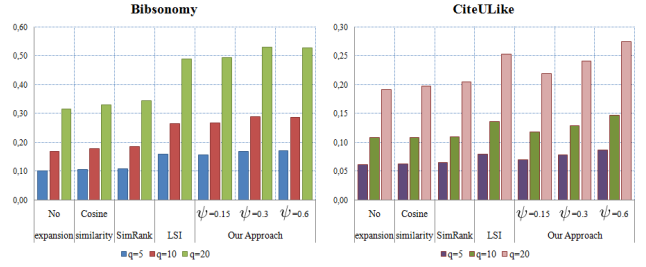 Bibsonomy
0,60
0,50
0,40
0,30
0,20
0,10
0,00
No expansion
Cosine similarity
SimRank
LSI
ψ=0.15
ψ=0.3
ψ=0.6
Our Approach
q=5 q=10 q=20
CiteULike
0,30
0,25
0,20
0,15
0,10
0,05
0,00
No expansion
Cosine similarity
SimRank
LSI
ψ=0.15
ψ=0.3
ψ=0.6
Our Approach
q=5 q=10 q=20